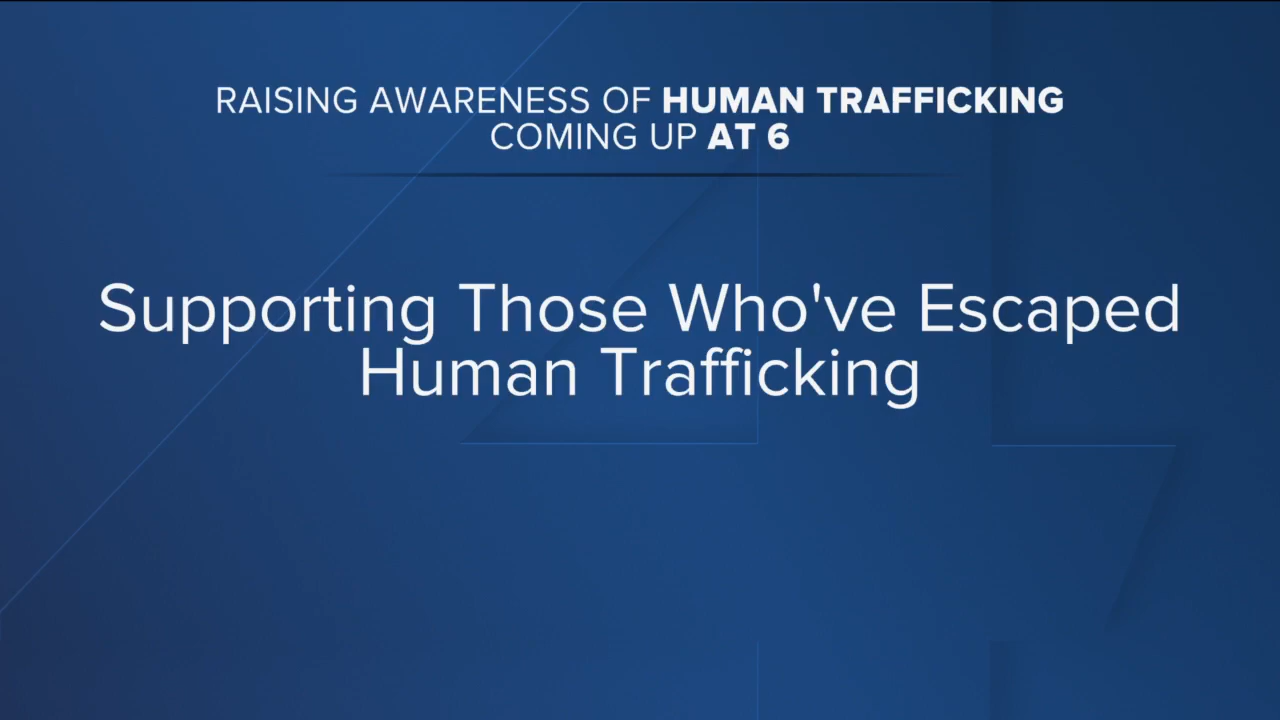 RAISING AWARENESS OF HUMAN TRAFFICKING
COMING UP AT 6
Supporting Those Who've Escaped
Human Trafficking